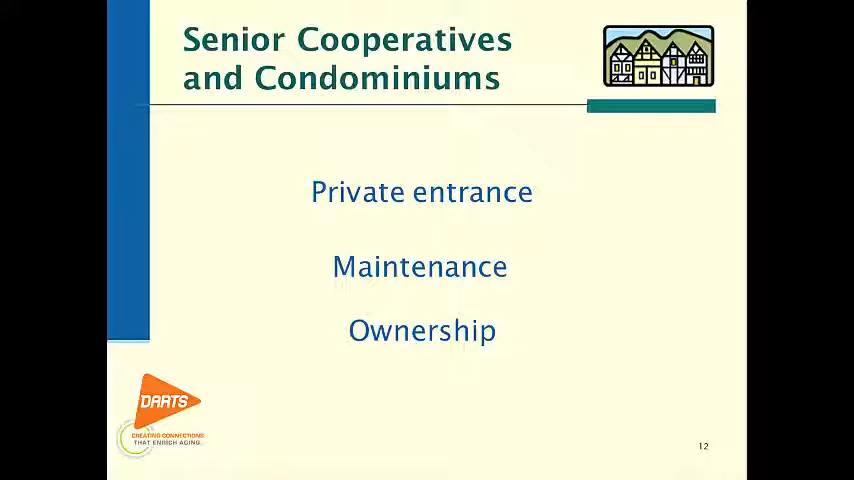 Senior Cooperatives
and Condominiums
Private entrance
Maintenance
Ownership
DARTS
CREATING CONNECTIONS
THAT ENRICH AGING.
12